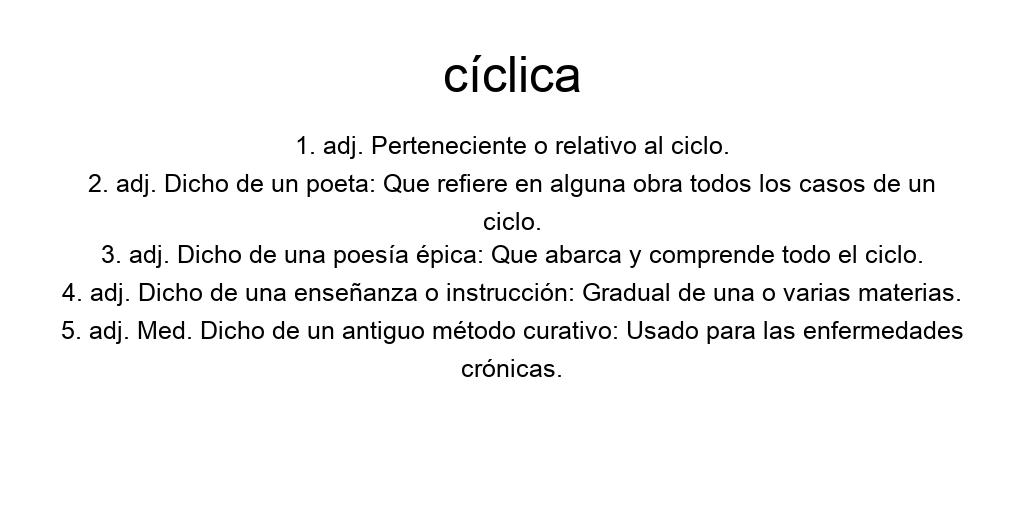 cíclica
1. adj. Perteneciente o relativo al ciclo.
2. adj. Dicho de un poeta: Que refiere en alguna obra todos los casos de un
ciclo.
3. adj. Dicho de una poesía épica: Que abarca y comprende todo el ciclo.
4. adj. Dicho de una enseñanza o instrucción: Gradual de una o varias materias.
5. adj. Med. Dicho de un antiguo método curativo: Usado para las enfermedades
crónicas.